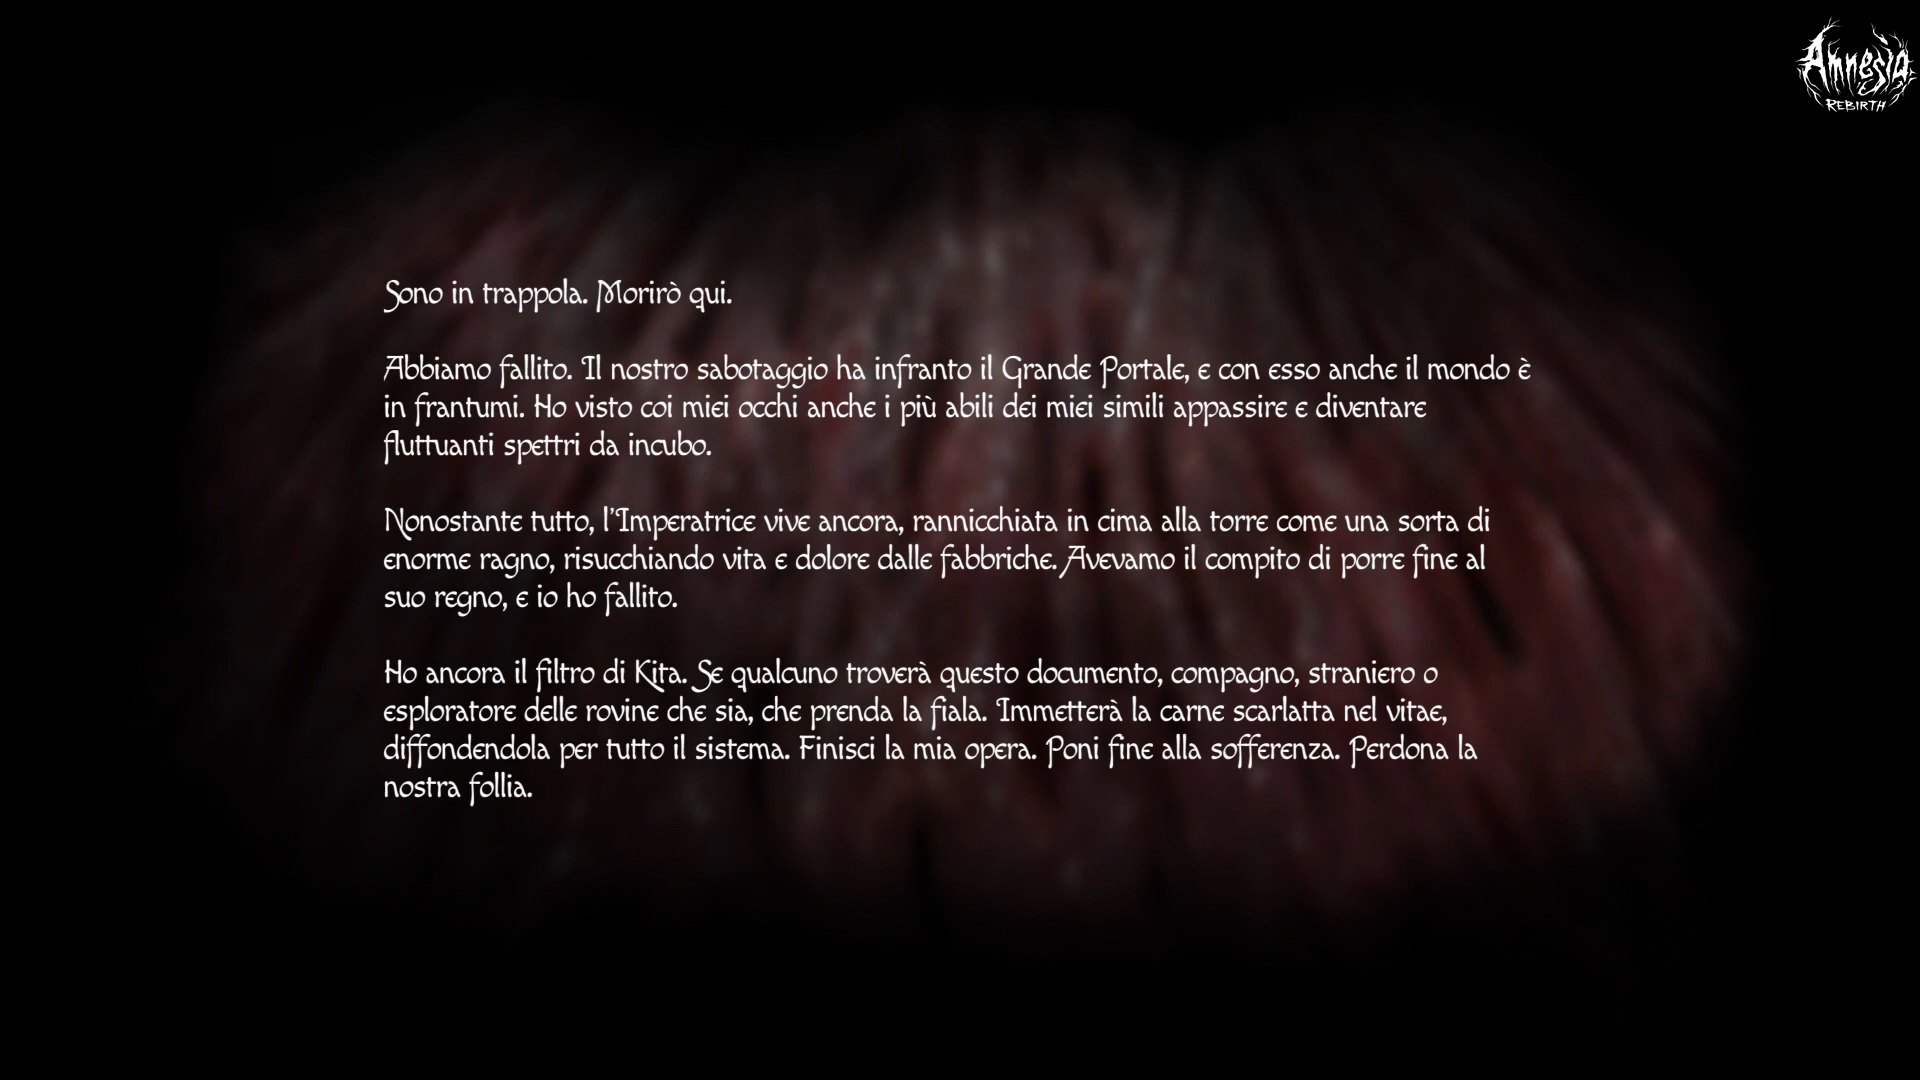 Amnesia
REBIRTH
Sono in trappola. Morirò qui.
Abbiamo fallito. Il nostro sabotaggio ha infranto il Grande Portale, e con esso anche il mondo è
in frantumi. Ho visto coi miei occhi anche i più abili dei miei simili appassire e diventare
fluttuanti spettri da incubo.
Nonostante tutto, l'Imperatrice vive ancora, rannicchiata in cima alla torre come una sorta di
enorme ragno, risucchiando vita e dolore dalle fabbriche. Avevamo il compito di porre fine al
suo regno, e io ho fallito.
Ho ancora il filtro di Kita. Se qualcuno troverà questo documento, compagno, straniero o
esploratore delle rovine che sia, che prenda la fiala. Immetterà la carne scarlatta nel vitae,
diffondendola per tutto il sistema. Finisci la mia opera. Poni fine alla sofferenza. Perdona la
nostra follia.